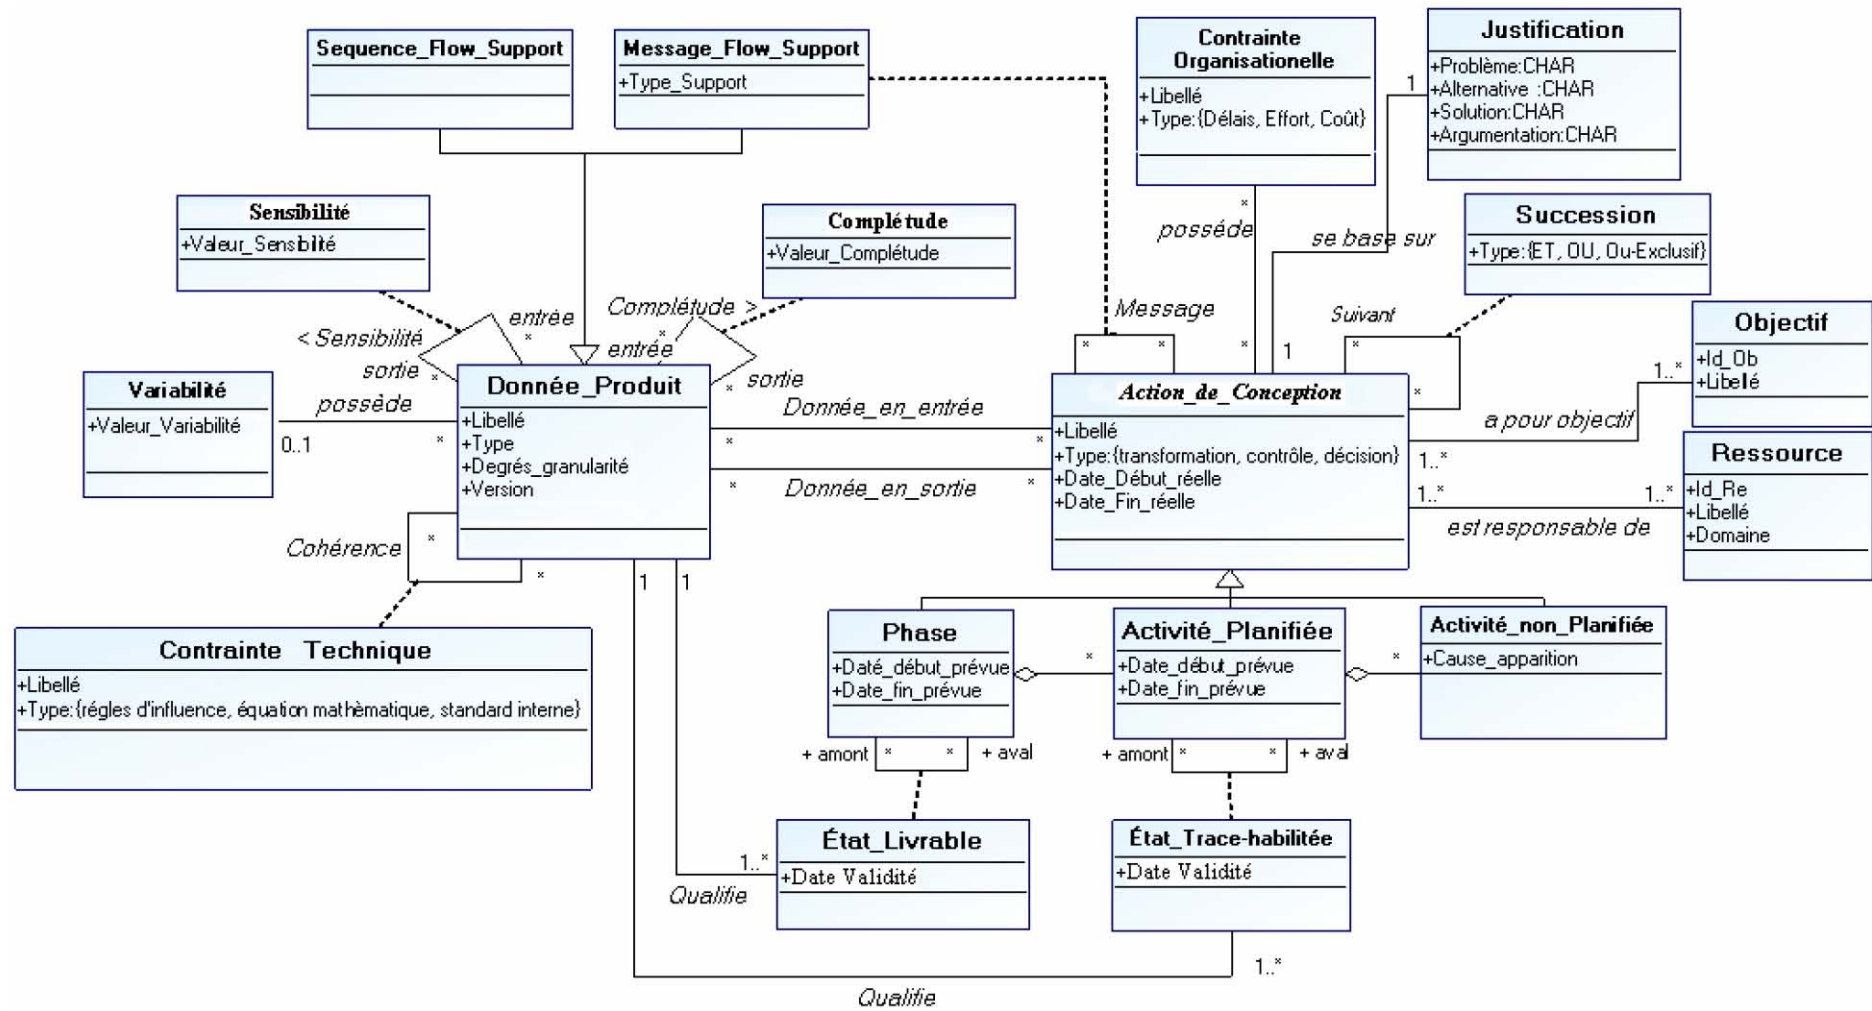 Sequence_Flow_Support
Message_Flow_Support
+Type_Support
Contrainte
Organisationelle
+Libellé
+Type:{Délais, Effort, Coût}
Justification
+Problème:CHAR
+Alternative :CHAR
+Solution:CHAR
+Argumentation:CHAR
1
Sensibilité
+Valeur_Sensibilité
Complétude
+Valeur_Complétude
*
posséde
se base sur
Succession
+Type:{ET, OU, Ou-Exclusif}
< Sensibilité
entrée
*
sortie
*
Complétude >
*
entrée
*
sortie
Message
*
*
*
1
Suivant
*
*
Objectif
+Id_Ob
+Libellé
1..*
a pour objectif
1..*
Variabilité
+Valeur_Variabilité
possède
0..1
*
Donnée_Produit
+Libellé
+Type
+Degrés_granularité
+Version
Donnée_en_entrée
*
*
Donnée_en_sortie
*
*
Action_de_Conception
+Libellé
+Type:{transformation, contrôle, décision}
+Date_Début_réelle
+Date_Fin_réelle
Ressource
+Id_Re
+Libellé
+Domaine
1..*
1..*
est responsable de
Cohérence
*
*
1
1
Contrainte Technique
+Libellé
+Type:{régles d'influence, équation mathèmatique, standard interne}
Phase
+Daté_début_prévue
+Date_fin_prévue
*
Activité_Planifiée
+Date_début_prévue
+Date_fin_prévue
*
Activité_non_Planifiée
+Cause_apparition
+ amont
*
*
+ aval
+ amont
*
*
+ aval
État_Livrable
+Date Validité
1..*
Qualifie
État_Trace-habilitée
+Date Validité
1..*
Qualifie